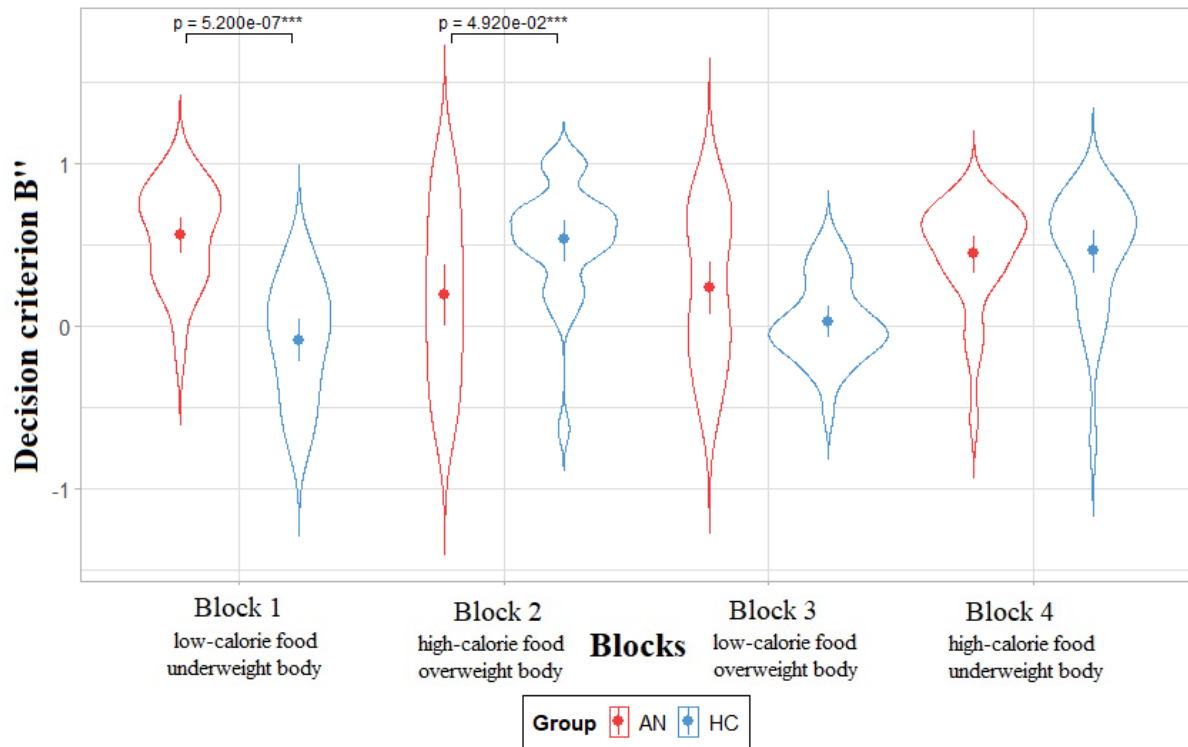 p = 5.200e-07***
p = 4.920e-02***
Decision criterion B''
1
0
-1
Block 1
low-calorie food
underweight body
Block 2
high-calorie food
overweight body
Blocks
Block 3
low-calorie food
overweight body
Block 4
high-calorie food
underweight body
Group AN HC